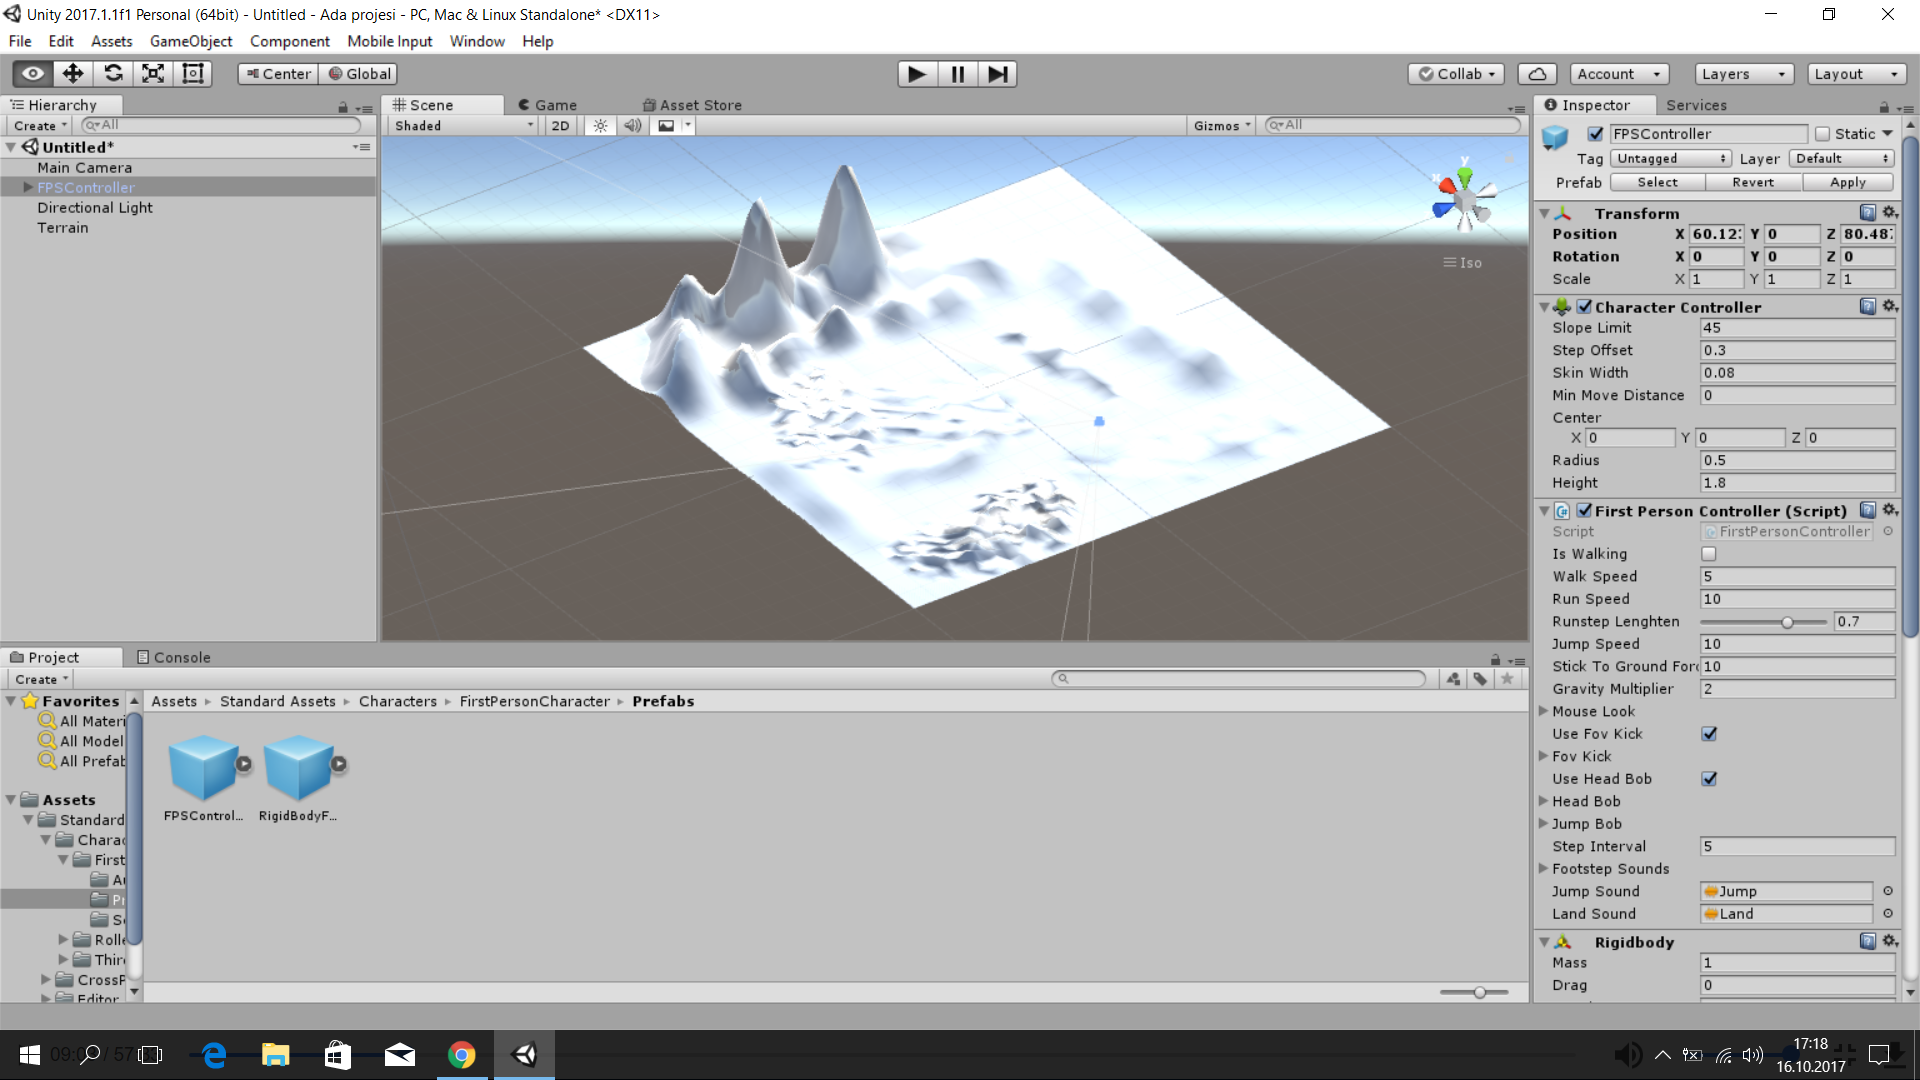 Unity 2017.1.1f1 Personal (64bit) - Untitled - Ada projesi - PC, Mac & Linux Standalone* <DX11>
File Edit Assets GameObject Component Mobile Input Window Help
Center Global Collab Account Layers Layout
Hierarchy
Create All
Untitled*
Main Camera
FPSController
Directional Light
Terrain
Scene Game Asset Store
Shaded 2D Gizmos All
y
x
Iso
Inspector Services
FPSController Static
Tag Untagged Layer Default
Prefab Select Revert Apply
Transform
Position X 60.12 Y 0 Z 80.48
Rotation X 0 Y 0 Z 0
Scale X 1 Y 1 Z 1
Character Controller
Slope Limit 45
Step Offset 0.3
Skin Width 0.08
Min Move Distance 0
Center
X 0 Y 0 Z 0
Radius 0.5
Height 1.8
First Person Controller (Script)
Script FirstPersonController
Is Walking
Walk Speed 5
Run Speed 10
Runstep Lenghten 0.7
Jump Speed 10
Stick To Ground Forc 10
Gravity Multiplier 2
Mouse Look
Use Fov Kick
Fov Kick
Use Head Bob
Head Bob
Jump Bob
Step Interval 5
Footstep Sounds
Jump Sound Jump
Land Sound Land
Rigidbody
Mass 1
Drag 0
Project Console
Create
Favorites
All Materi
All Model
All Prefab
Assets
Standard
Charac
First
Au
Pr
Sc
Rolle
Thir
CrossP
Editor
Assets Standard Assets Characters FirstPersonCharacter Prefabs
FPSControl... RigidBodyF...
17:18
16.10.2017